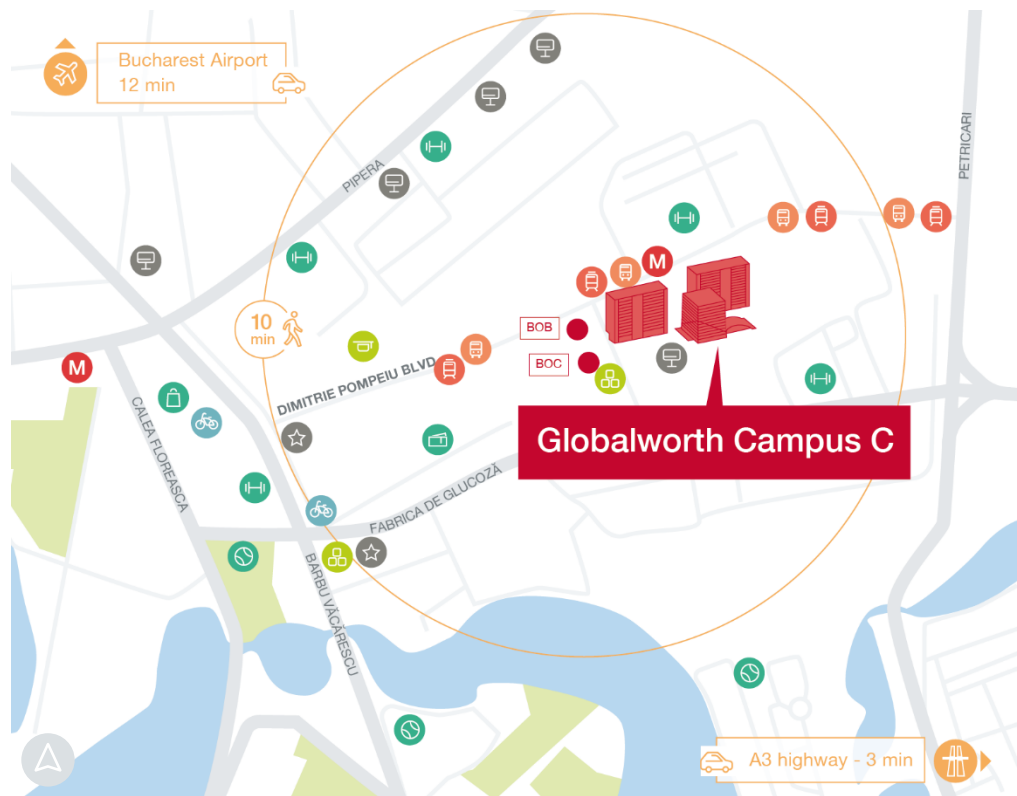 Bucharest Airport
12 min
PIPERA
PETRICARI
M
BOB
10
min
BOC
M
DIMITRIE POMPEIU BLVD
CALEA FLOREASCA
Globalworth Campus C
FABRICA DE GLUCOZĂ
BARBU VĂCĂRESCU
A3 highway - 3 min